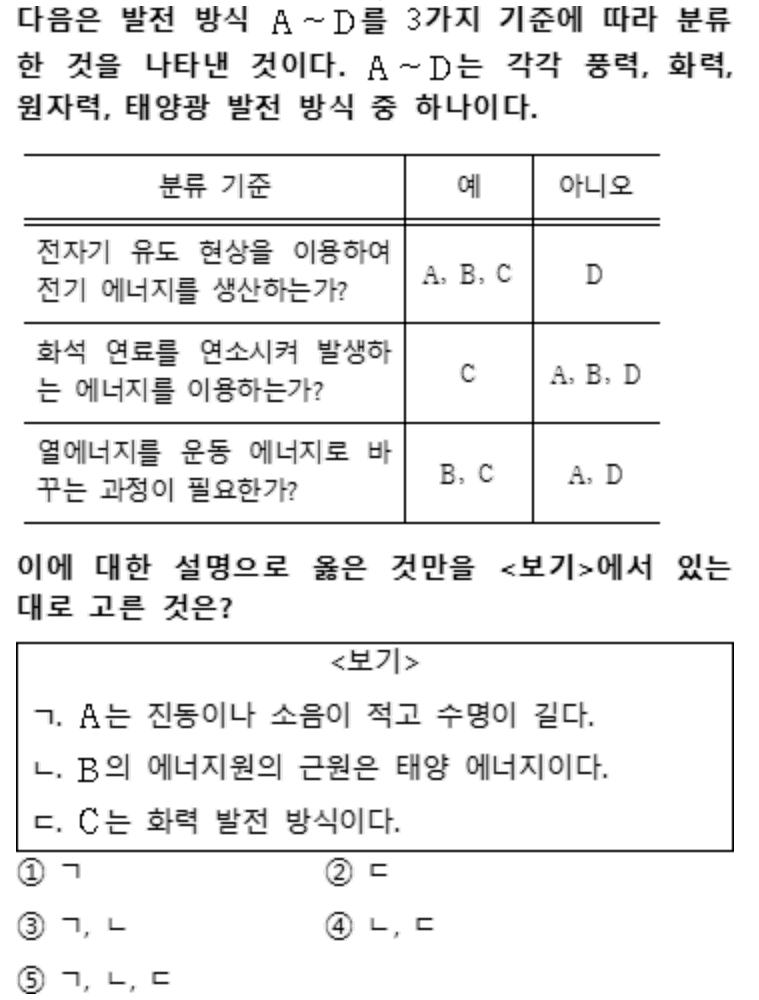 다음은 발전 방식 A ~ D를 3가지 기준에 따라 분류
한 것을 나타낸 것이다. A ~ D는 각각 풍력, 화력,
원자력, 태양광 발전 방식 중 하나이다.
분류 기준 예 아니오
전자기 유도 현상을 이용하여
전기 에너지를 생산하는가? A, B, C D
화석 연료를 연소시켜 발생하
는 에너지를 이용하는가? C A, B, D
열에너지를 운동 에너지로 바
꾸는 과정이 필요한가? B, C A, D
이에 대한 설명으로 옳은 것만을 <보기>에서 있는
대로 고른 것은?
<보기>
ㄱ. A는 진동이나 소음이 적고 수명이 길다.
ㄴ. B의 에너지원의 근원은 태양 에너지이다.
ㄷ. C는 화력 발전 방식이다.
① ㄱ ② ㄷ
③ ㄱ, ㄴ ④ ㄴ, ㄷ
⑤ ㄱ, ㄴ, ㄷ